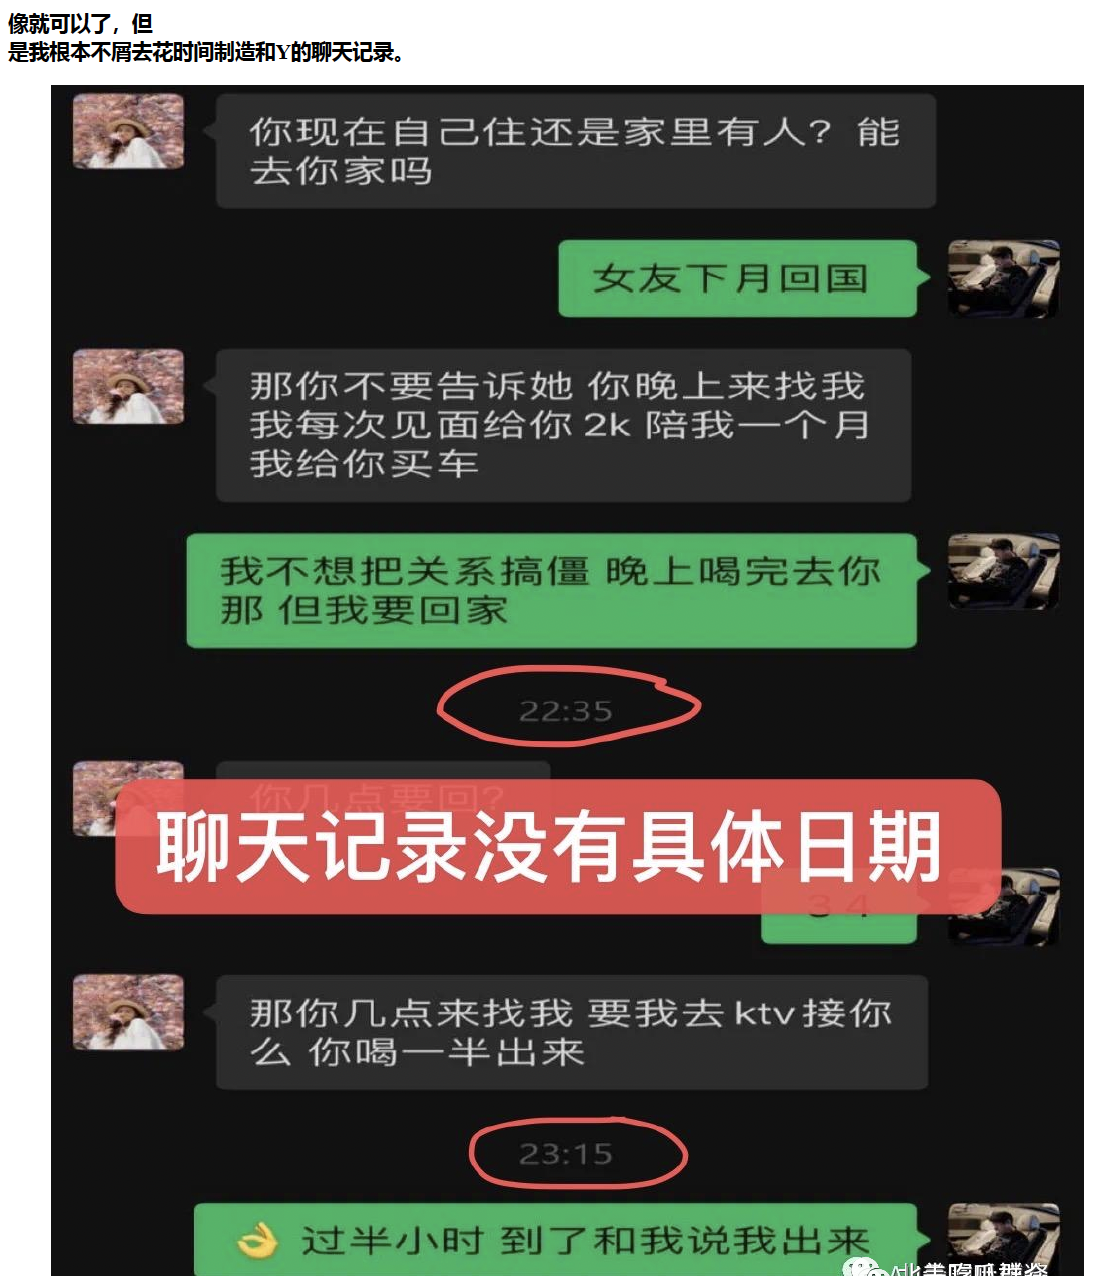 像就可以了，但
是我根本不屑去花时间制造和Y的聊天记录。
你现在自己住还是家里有人？能
去你家吗
女友下月回国
那你不要告诉她 你晚上来找我
我每次见面给你 2k 陪我一个月
我给你买车
我不想把关系搞僵 晚上喝完去你
那 但我要回家
22:35
你几点要回?
聊天记录没有具体日期
3 4
那你几点来找我 要我去ktv接你
么 你喝一半出来
23:15
👌 过半小时 到了和我说我出来